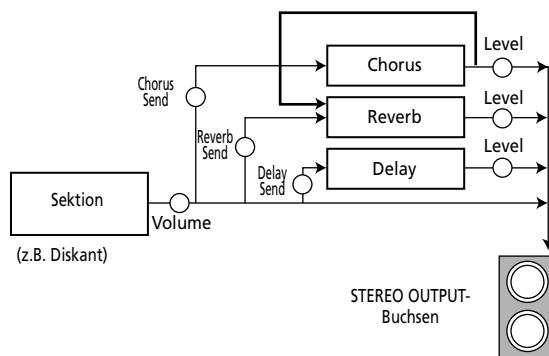 Chorus
Send
Chorus
Level
Reverb
Send
Reverb
Level
Delay
Send
Delay
Level
Sektion
Volume
(z.B. Diskant)
STEREO OUTPUT-
Buchsen